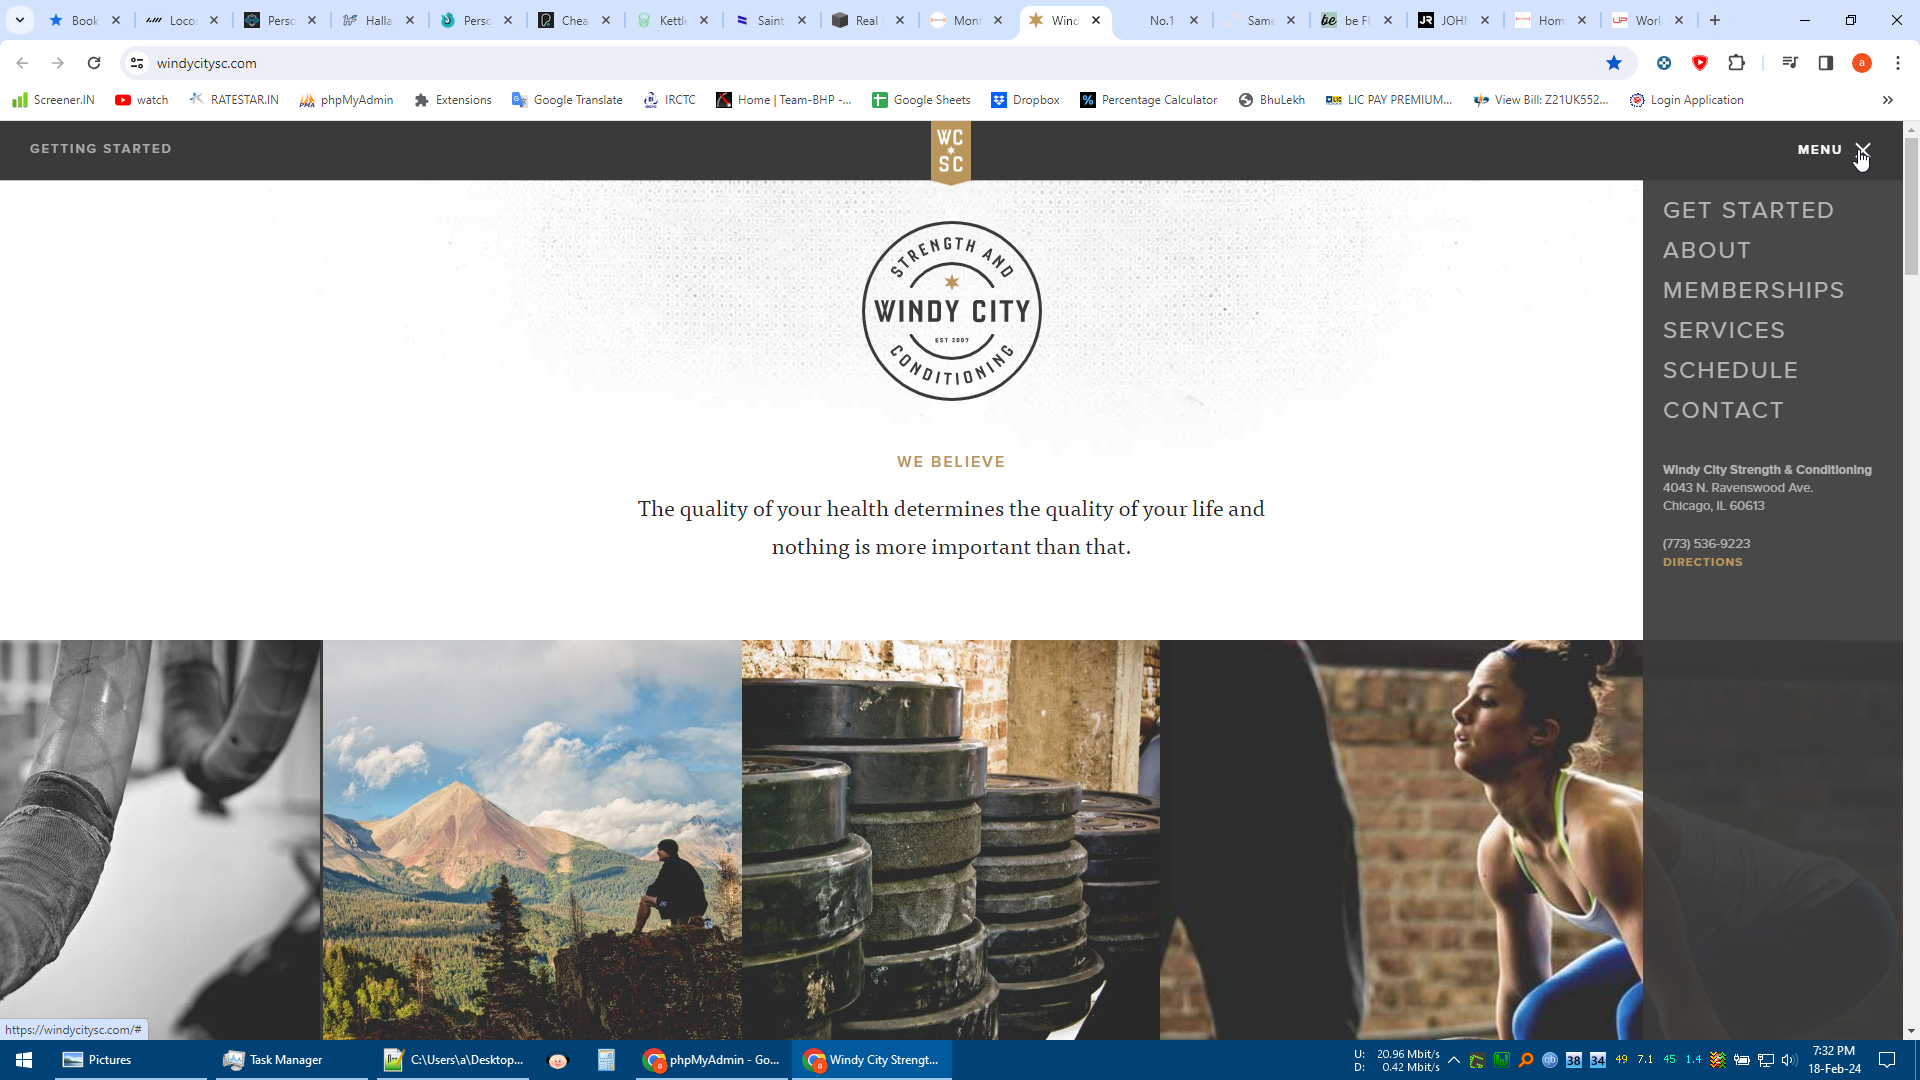 Book
Locon
Perso
Halla
Perso
Chea
Kettl
Saint
Real
Mont
Wind
No.1
Same
be Fl
JOHN
Hom
Worl
windycitysc.com
Screener.IN
watch
RATESTAR.IN
phpMyAdmin
Extensions
Google Translate
IRCTC
Home | Team-BHP -...
Google Sheets
Dropbox
Percentage Calculator
BhuLekh
LIC PAY PREMIUM...
View Bill: Z21UK552...
Login Application
GETTING STARTED
WC
SC
MENU
STRENGTH AND
WINDY CITY
EST 2007
CONDITIONING
WE BELIEVE
The quality of your health determines the quality of your life and
nothing is more important than that.
GET STARTED
ABOUT
MEMBERSHIPS
SERVICES
SCHEDULE
CONTACT
Windy City Strength & Conditioning
4043 N. Ravenswood Ave.
Chicago, IL 60613
(773) 536-9223
DIRECTIONS
https://windycitysc.com/#
Pictures
Task Manager
C:\Users\a\Desktop...
phpMyAdmin - Go...
Windy City Strengt...
U: 20.96 Mbit/s
D: 0.42 Mbit/s
38
34
49
7.1
45
1.4
7:32 PM
18-Feb-24